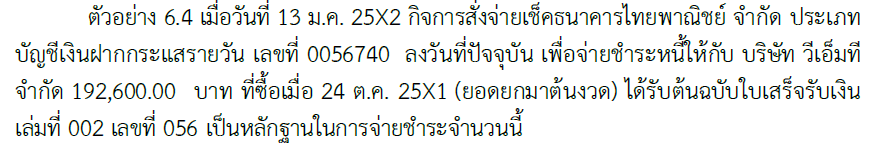 ตัวอย่าง 6.4 เมื่อวันที่ 13 ม.ค. 25X2 กิจการสั่งจ่ายเช็คธนาคารไทยพาณิชย์ จำกัด ประเภท
บัญชีเงินฝากกระแสรายวัน เลขที่ 0056740 ลงวันที่ปัจจุบัน เพื่อจ่ายชำระหนี้ให้กับ บริษัท วีเอ็มที
จำกัด 192,600.00 บาท ที่ซื้อเมื่อ 24 ต.ค. 25X1 (ยอดยกมาต้นงวด) ได้รับต้นฉบับใบเสร็จรับเงิน
เล่มที่ 002 เลขที่ 056 เป็นหลักฐานในการจ่ายชำระจำนวนนี้